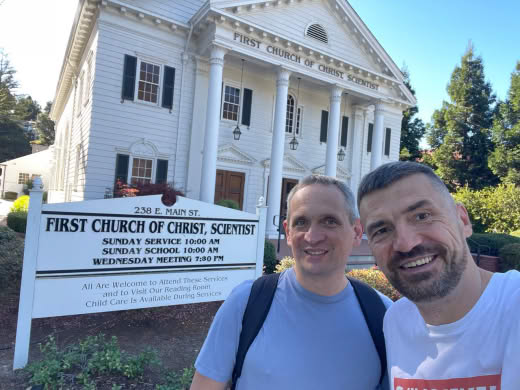 FIRST CHURCH OF CHRIST, SCIENTIST
238 E. MAIN ST.
FIRST CHURCH OF CHRIST, SCIENTIST
SUNDAY SERVICE 10:00 AM
SUNDAY SCHOOL 10:00 AM
WEDNESDAY MEETING 7:30 PM
All Are Welcome to Attend These Services
and to Visit Our Reading Room
Child Care Is Available During Services